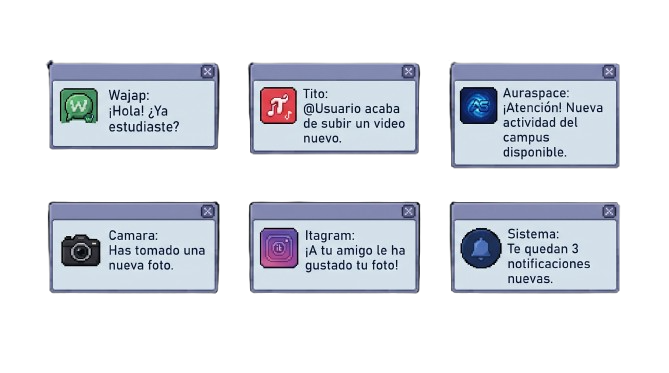 Wajap:
¡Hola! ¿Ya
estudiaste?
Tito:
@Usuario acaba
de subir un video
nuevo.
Auraspace:
¡Atención! Nueva
actividad del
campus
disponible.
Camara:
Has tomado una
nueva foto.
Itagram:
¡A tu amigo le ha
gustado tu foto!
Sistema:
Te quedan 3
notificaciones
nuevas.